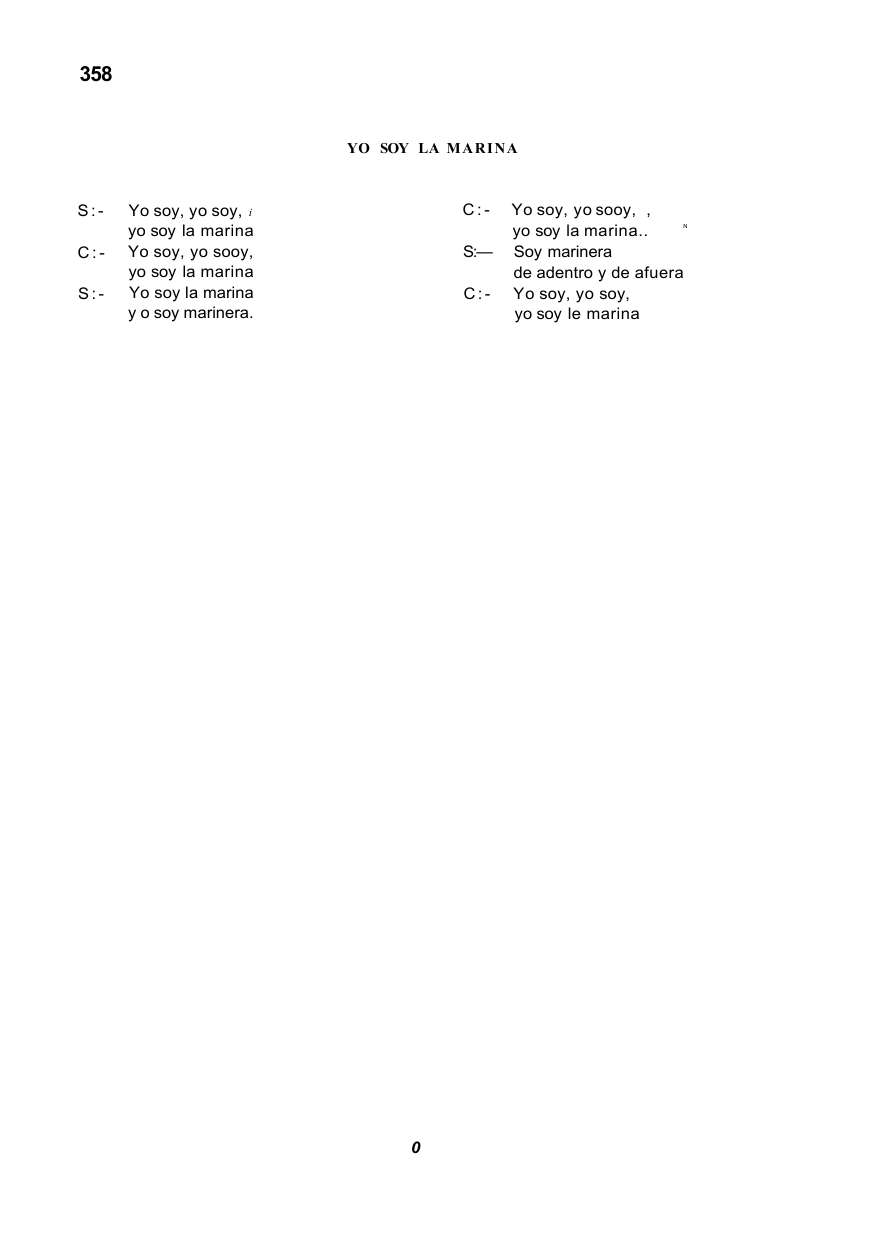 358
YO SOY LA MARINA
S:- Yo soy, yo soy, i
yo soy la marina
C:- Yo soy, yo sooy,
yo soy la marina
S:- Yo soy la marina
y o soy marinera.
C:- Yo soy, yo sooy, ,
yo soy la marina.. N
S:— Soy marinera
de adentro y de afuera
C:- Yo soy, yo soy,
yo soy le marina
0